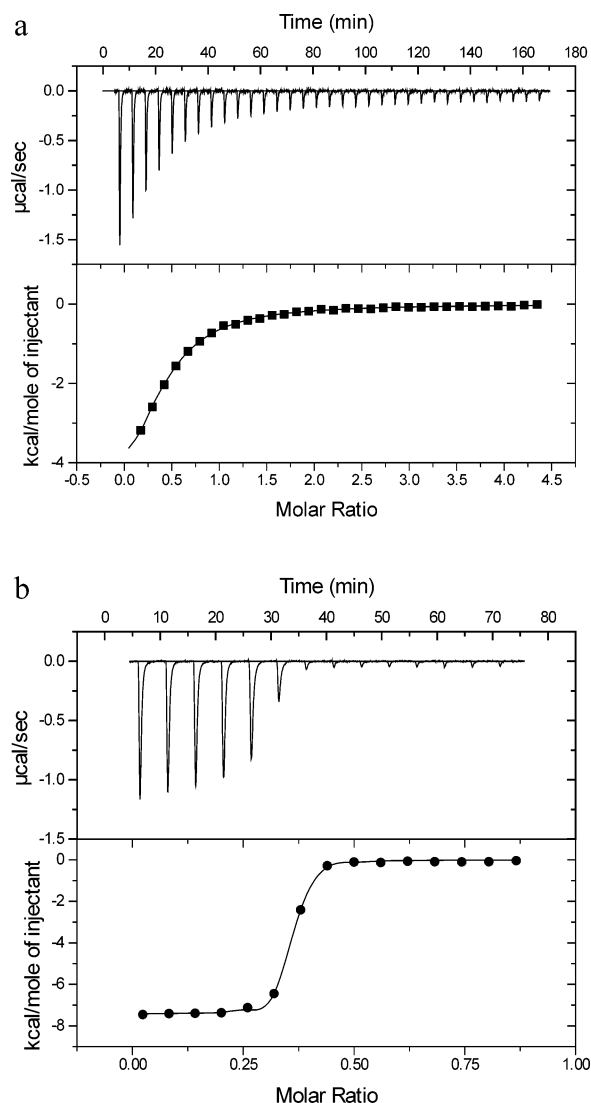 a
Time (min)
0 20 40 60 80 100 120 140 160 180
0.0
-0.5
-1.0
-1.5
µcal/sec
0
-2
-4
kcal/mole of injectant
-0.5 0.0 0.5 1.0 1.5 2.0 2.5 3.0 3.5 4.0 4.5
Molar Ratio
b
Time (min)
0 10 20 30 40 50 60 70 80
0.0
-0.5
-1.0
-1.5
µcal/sec
0
-2
-4
-6
-8
kcal/mole of injectant
0.00 0.25 0.50 0.75 1.00
Molar Ratio